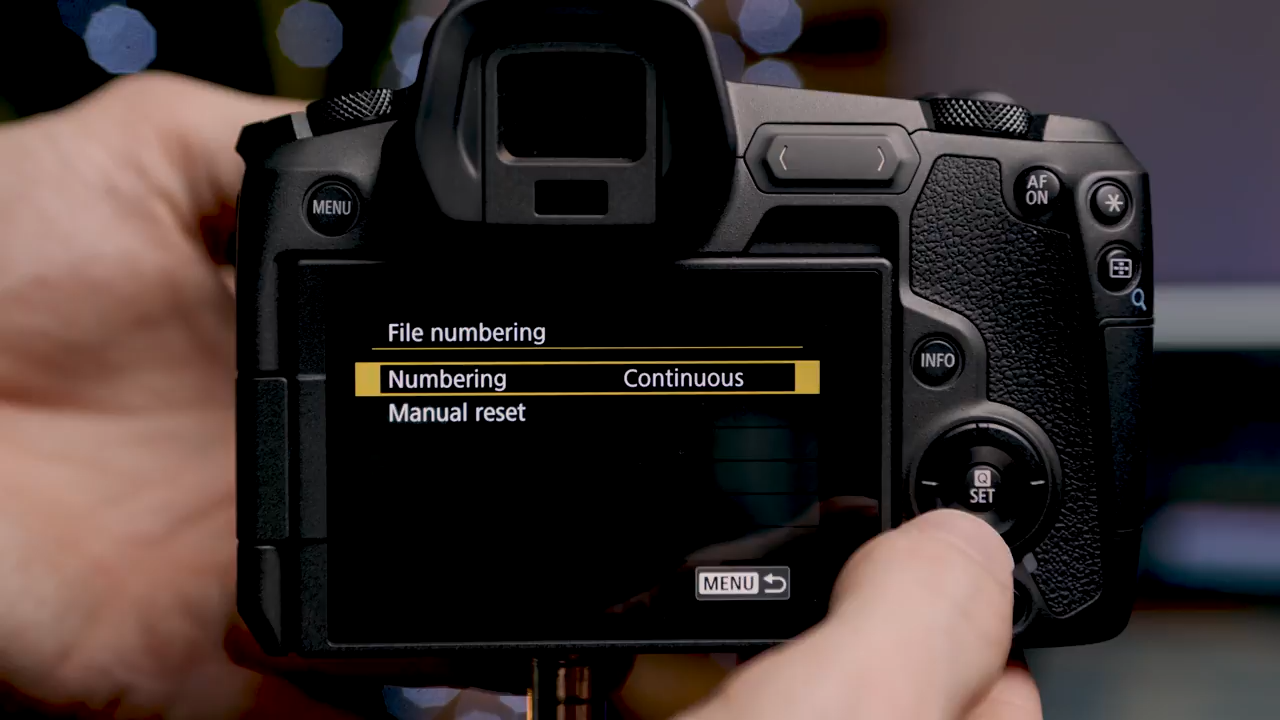 MENU
AF
ON
INFO
Q
SET
File numbering
Numbering Continuous
Manual reset
MENU